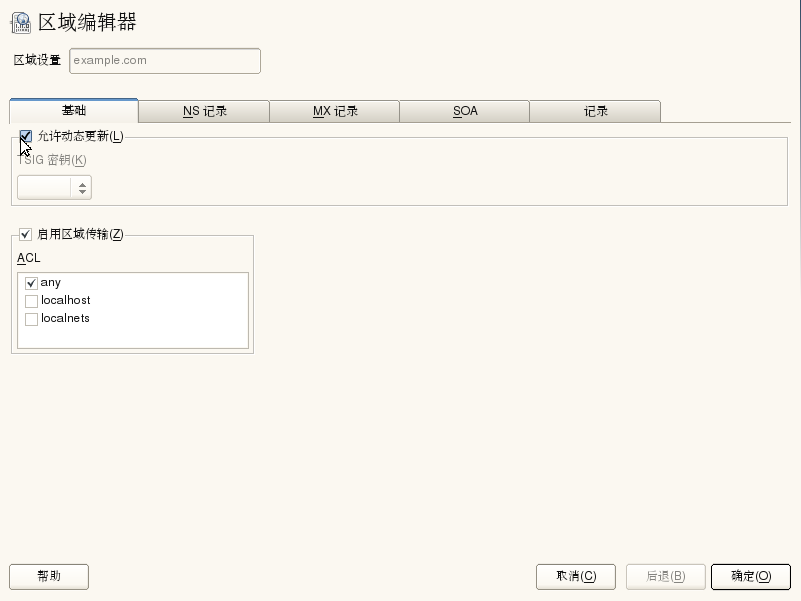 区域编辑器
区域设置 example.com
基础 NS 记录 MX 记录 SOA 记录
允许动态更新(L)
TSIG 密钥(K)
启用区域传输(Z)
ACL
any
localhost
localnets
帮助 取消(C) 后退(B) 确定(O)